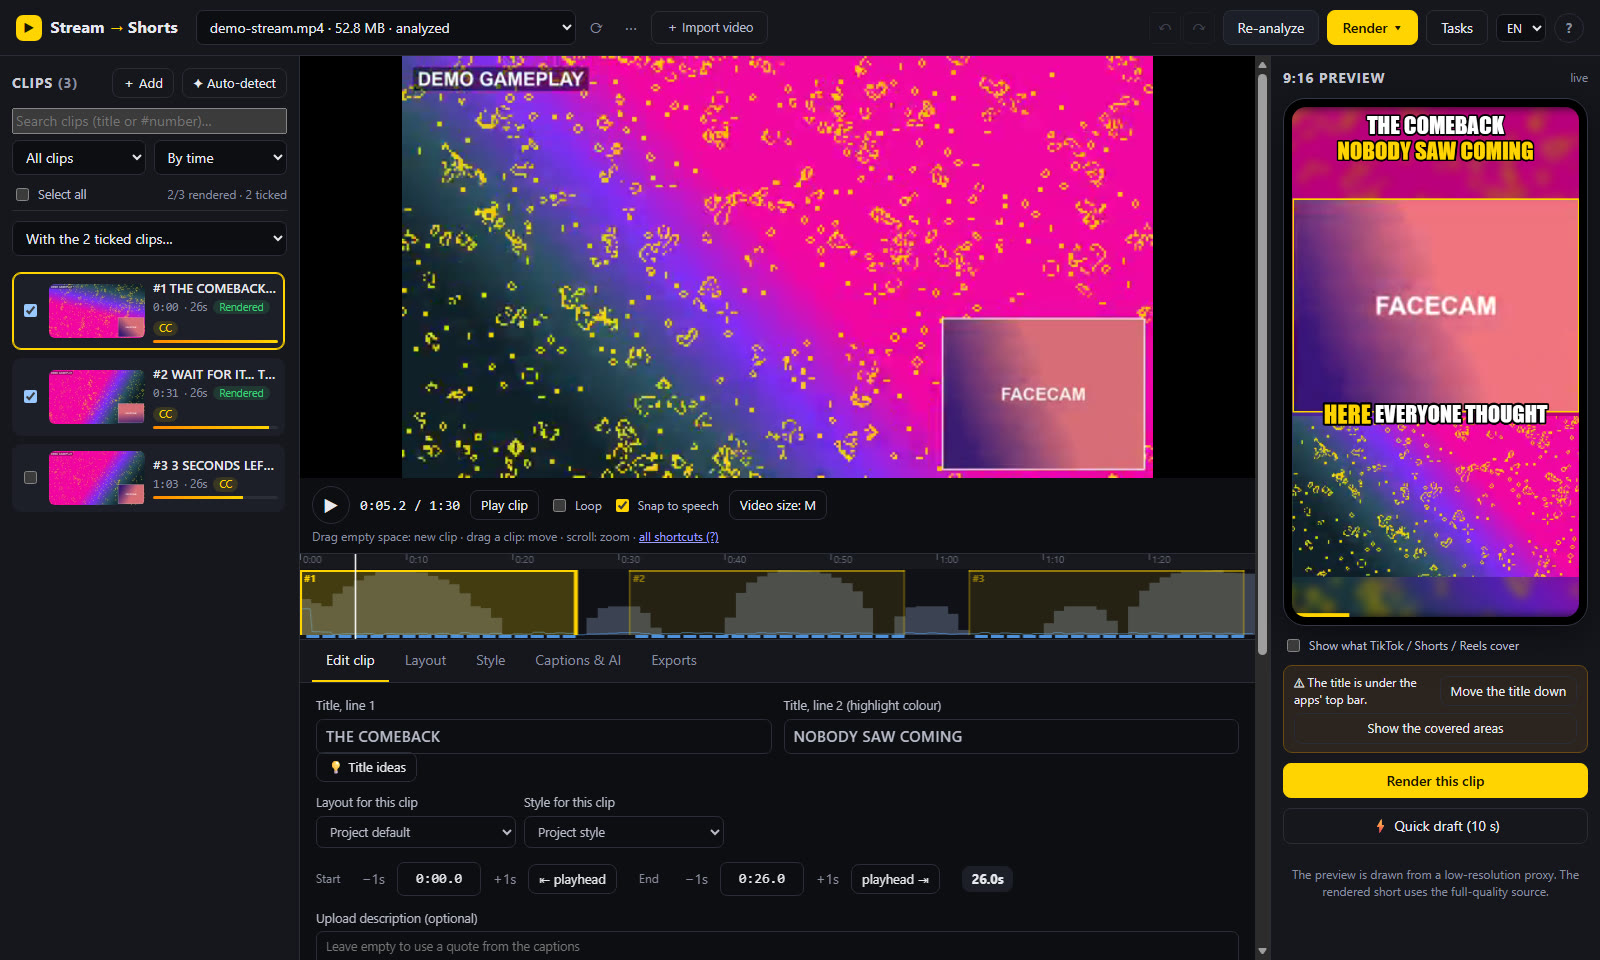 Stream → Shorts
demo-stream.mp4 · 52.8 MB · analyzed
+ Import video
Re-analyze
Render
Tasks
EN
?
CLIPS (3)
+ Add
✦ Auto-detect
Search clips (title or #number)...
All clips
By time
Select all
2/3 rendered · 2 ticked
With the 2 ticked clips...
#1 THE COMEBACK...
0:00 · 26s Rendered
CC
#2 WAIT FOR IT... T...
0:31 · 26s Rendered
CC
#3 3 SECONDS LEF...
1:03 · 26s CC
DEMO GAMEPLAY
FACECAM
0:05.2 / 1:30
Play clip
Loop
Snap to speech
Video size: M
Drag empty space: new clip · drag a clip: move · scroll: zoom · all shortcuts (?)
0:00 0:10 0:20 0:30 0:40 0:50 1:00 1:10 1:20
#1 #2 #3
Edit clip
Layout
Style
Captions & AI
Exports
Title, line 1
THE COMEBACK
Title, line 2 (highlight colour)
NOBODY SAW COMING
Title ideas
Layout for this clip
Project default
Style for this clip
Project style
Start −1s 0:00.0 +1s ⇤ playhead End −1s 0:26.0 +1s playhead ⇥ 26.0s
Upload description (optional)
Leave empty to use a quote from the captions
9:16 PREVIEW
live
THE COMEBACK
NOBODY SAW COMING
FACECAM
HERE EVERYONE THOUGHT
Show what TikTok / Shorts / Reels cover
⚠ The title is under the
apps' top bar.
Move the title down
Show the covered areas
Render this clip
Quick draft (10 s)
The preview is drawn from a low-resolution proxy. The
rendered short uses the full-quality source.